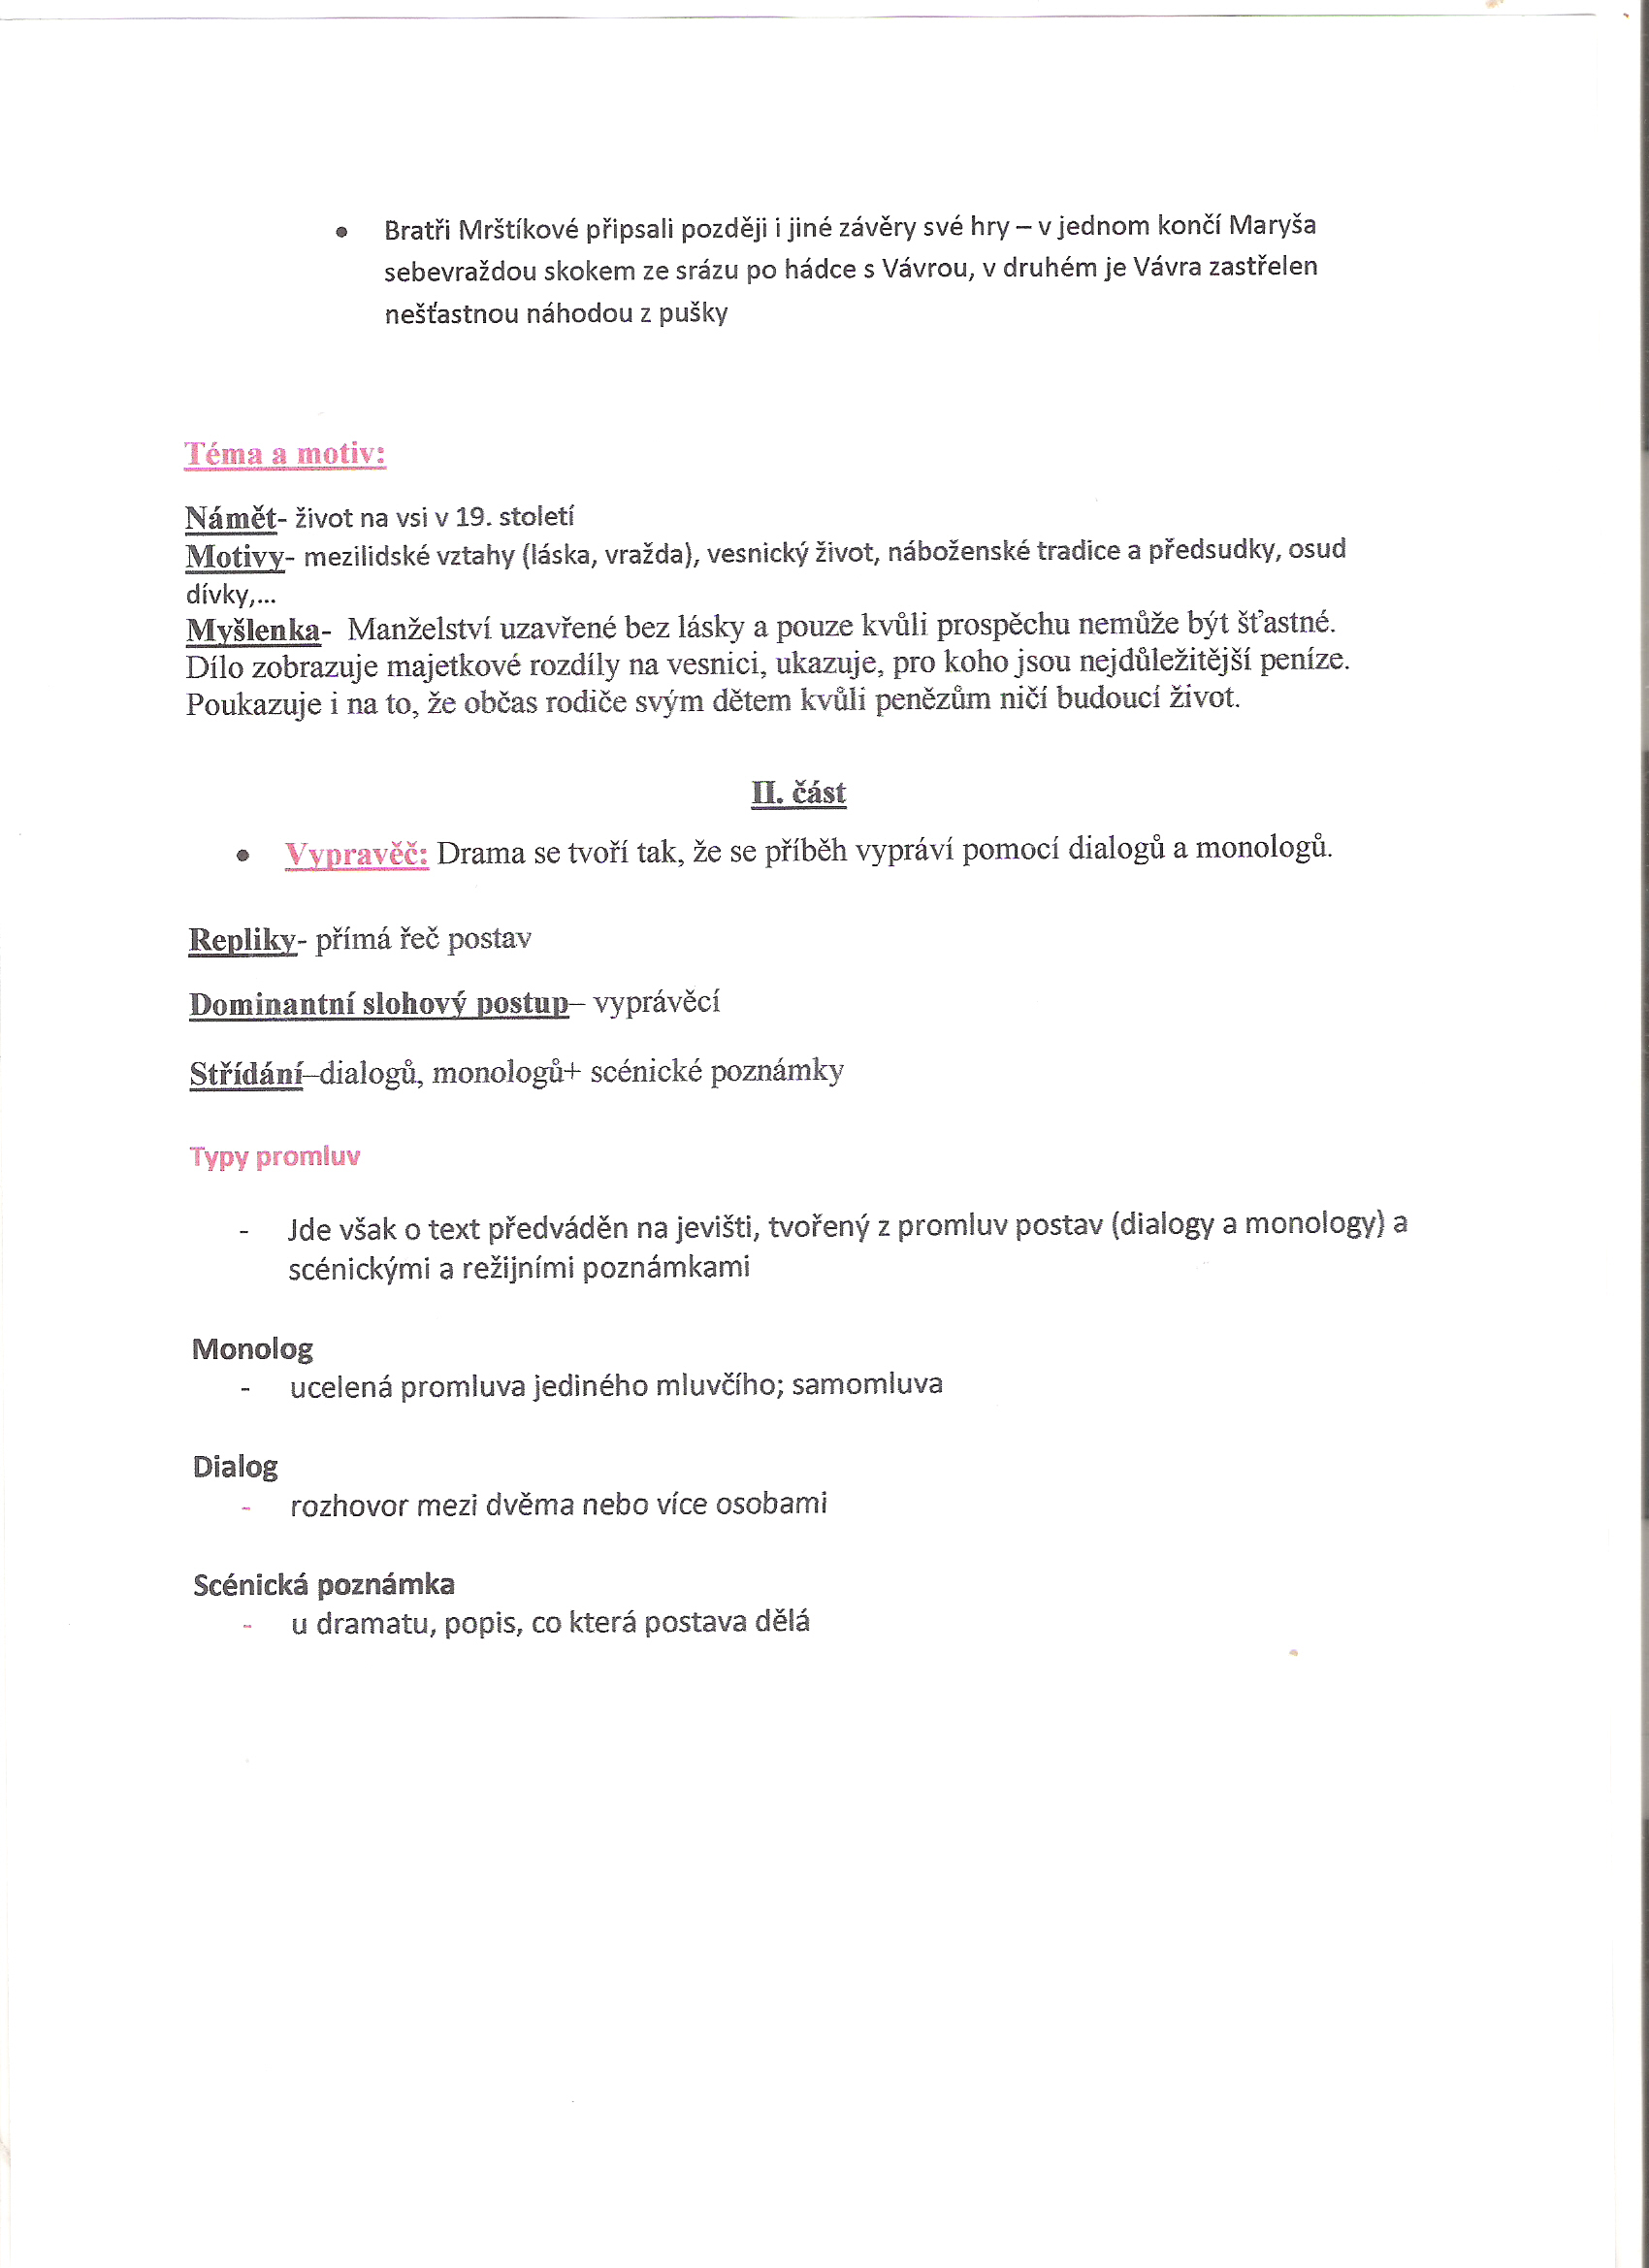 • Bratři Mrštíkové připsali později i jiné závěry své hry – v jednom končí Maryša
sebevraždou skokem ze srázu po hádce s Vávrou, v druhém je Vávra zastřelen
nešťastnou náhodou z pušky
Téma a motiv:
Námět- život na vsi v 19. století
Motivy- mezilidské vztahy (láska, vražda), vesnický život, náboženské tradice a předsudky, osud
dívky,...
Myšlenka- Manželství uzavřené bez lásky a pouze kvůli prospěchu nemůže být šťastné.
Dílo zobrazuje majetkové rozdíly na vesnici, ukazuje, pro koho jsou nejdůležitější peníze.
Poukazuje i na to, že občas rodiče svým dětem kvůli penězům ničí budoucí život.
II. část
• Vypravěč: Drama se tvoří tak, že se příběh vypráví pomocí dialogů a monologů.
Repliky- přímá řeč postav
Dominantní slohový postup– vyprávěcí
Střídání–dialogů, monologů+ scénické poznámky
Typy promluv
- Jde však o text předváděn na jevišti, tvořený z promluv postav (dialogy a monology) a
scénickými a režijními poznámkami
Monolog
- ucelená promluva jediného mluvčího; samomluva
Dialog
- rozhovor mezi dvěma nebo více osobami
Scénická poznámka
- u dramatu, popis, co která postava dělá